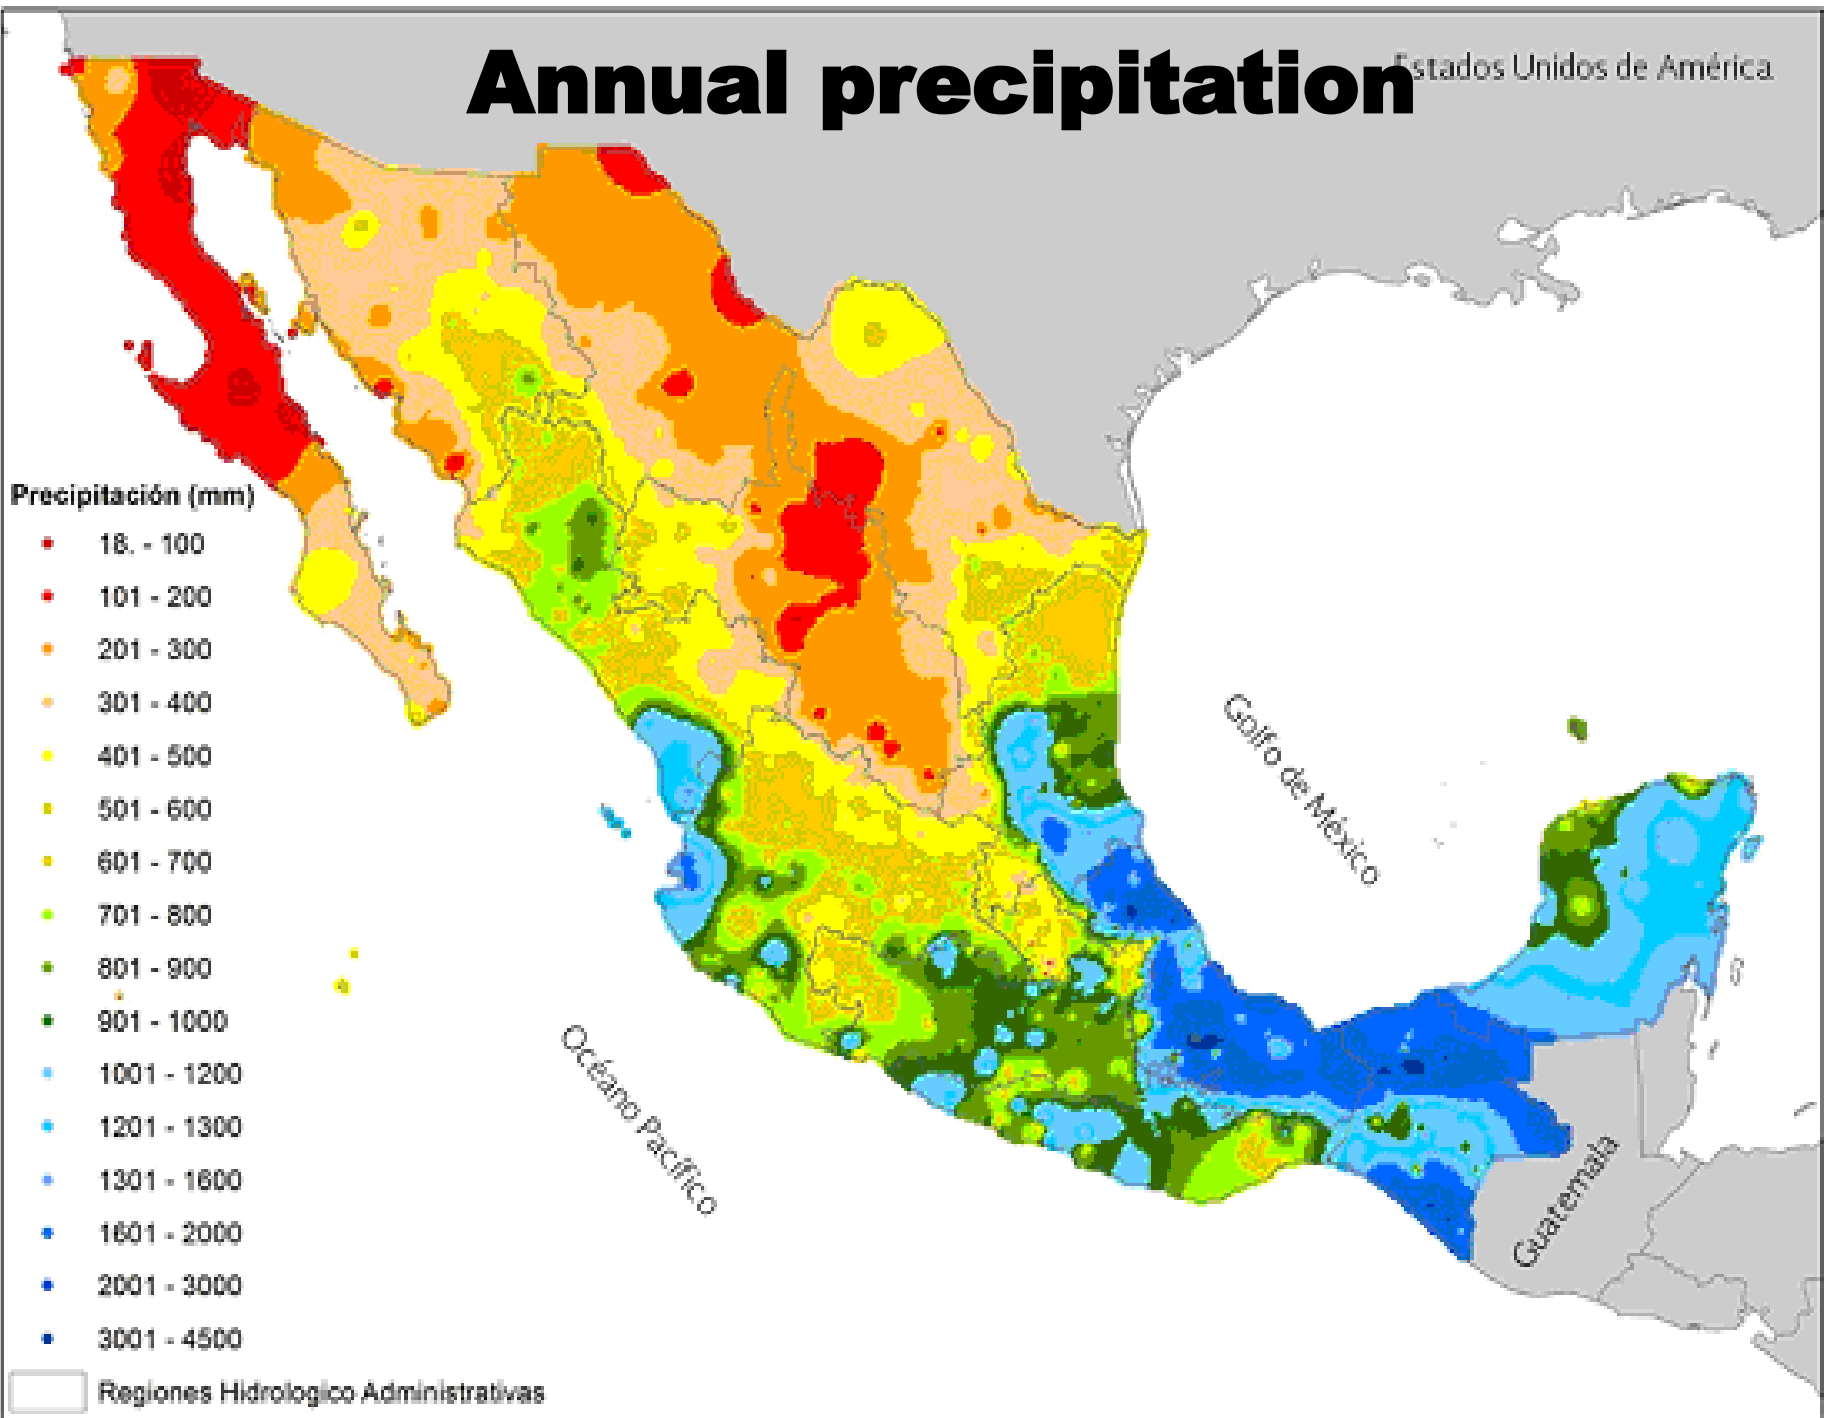 Annual precipitation
Estados Unidos de América
Precipitación (mm)
18. - 100
101 - 200
201 - 300
301 - 400
401 - 500
501 - 600
601 - 700
701 - 800
801 - 900
901 - 1000
1001 - 1200
1201 - 1300
1301 - 1600
1601 - 2000
2001 - 3000
3001 - 4500
Regiones Hidrologico Administrativas
Golfo de México
Océano Pacífico
Guatemala